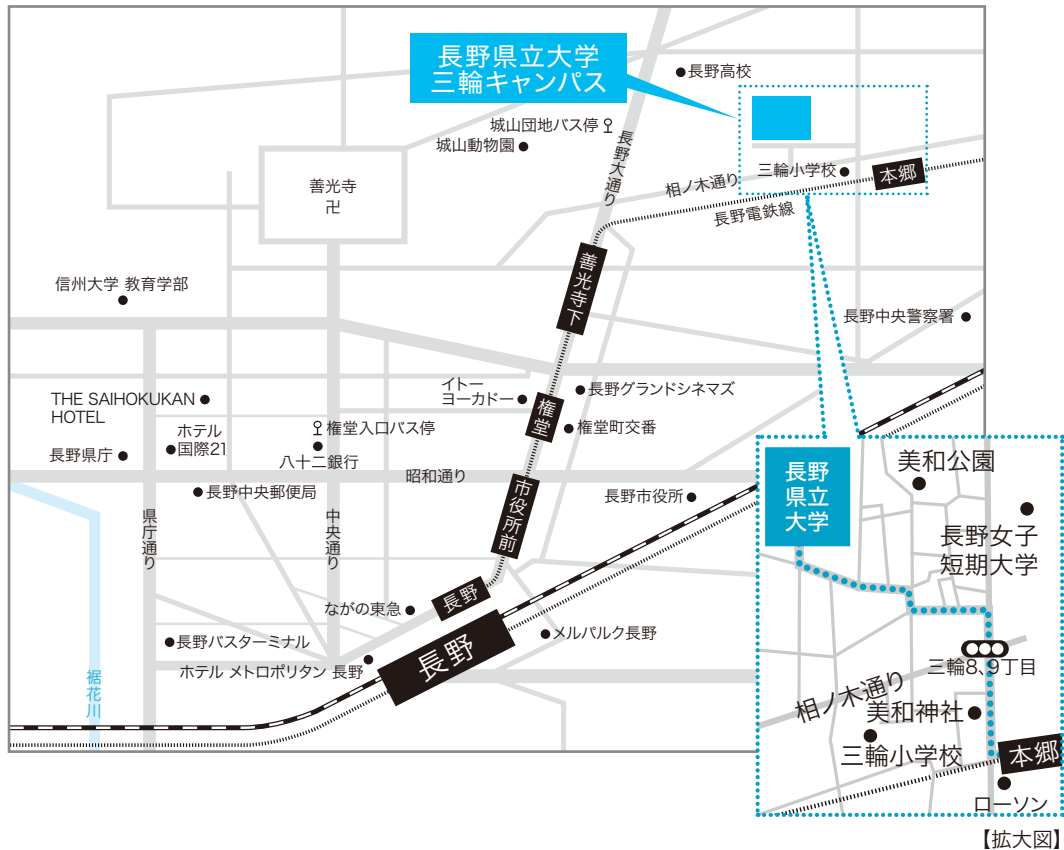 長野県立大学
三輪キャンパス
長野高校
城山団地バス停
城山動物園
長野大通り
三輪小学校
本郷
相ノ木通り
長野電鉄線
善光寺
卍
善光寺下
信州大学 教育学部
長野中央警察署
イトー
ヨーカドー
長野グランドシネマズ
THE SAIHOKUKAN
HOTEL
権堂
権堂入口バス停
権堂町交番
ホテル
国際21
長野県庁
八十二銀行
昭和通り
長野中央郵便局
市役所前
長野市役所
県庁通り
中央通り
長野
ながの東急
長野バスターミナル
ホテル メトロポリタン 長野
長野
メルパルク長野
裾花川
長野
県立
大学
美和公園
長野女子
短期大学
三輪8、9丁目
相ノ木通り
美和神社
三輪小学校
本郷
ローソン
【拡大図】